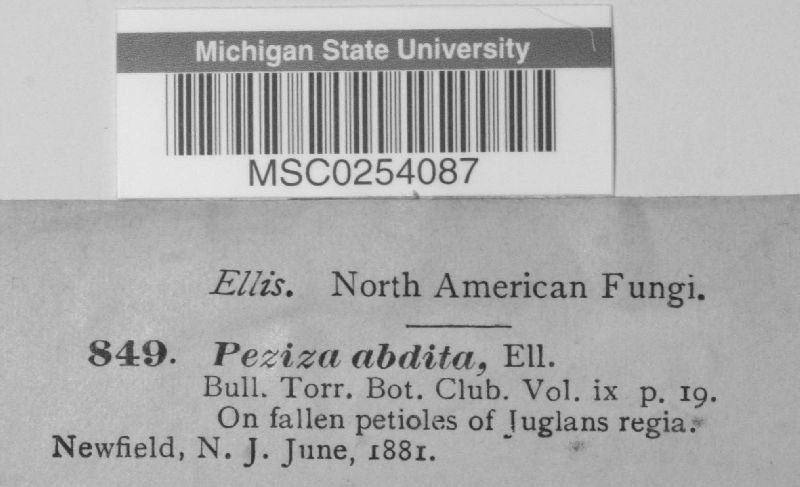 Michigan State University
MSC0254087
Ellis. North American Fungi.
849. Peziza abdita, Ell.
Bull. Torr. Bot. Club. Vol. ix p. 19.
On fallen petioles of Juglans regia.
Newfield, N. J. June, 1881.